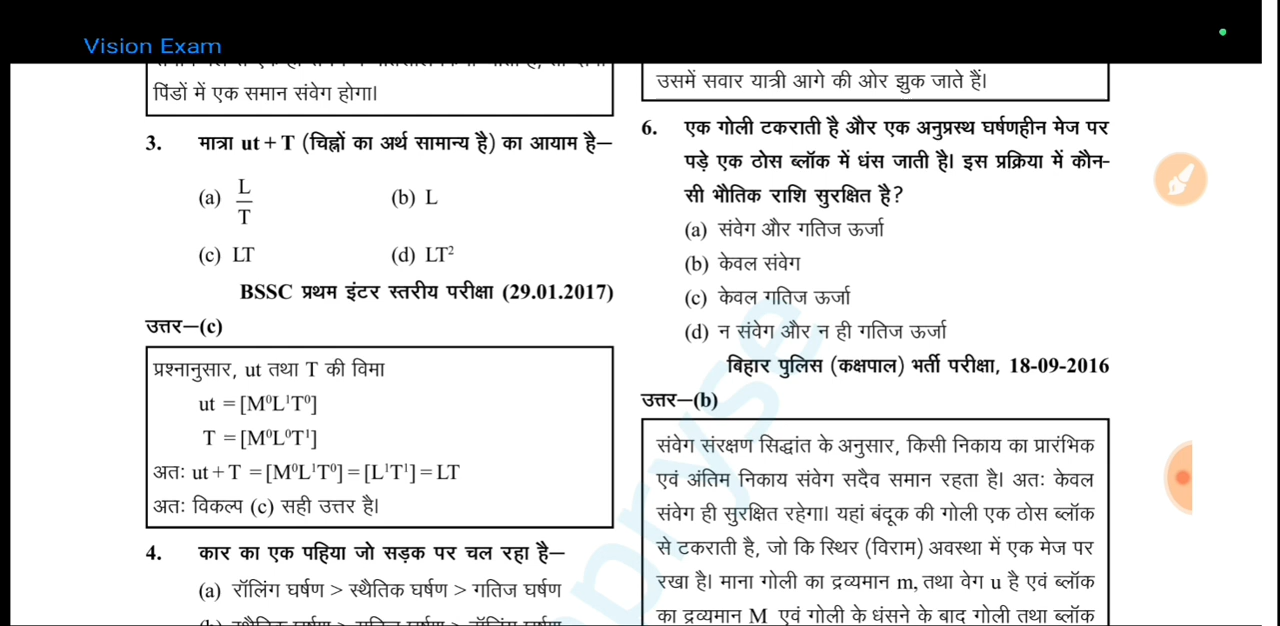 Vision Exam
पिंडों में एक समान संवेग होगा।
3. मात्रा ut + T (चिह्नों का अर्थ सामान्य है) का आयाम है–
(a) L/T (b) L
(c) LT (d) LT²
BSSC प्रथम इंटर स्तरीय परीक्षा (29.01.2017)
उत्तर–(c)
प्रश्नानुसार, ut तथा T की विमा
ut = [M⁰L¹T⁰]
T = [M⁰L⁰T¹]
अतः ut + T = [M⁰L¹T⁰] = [L¹T¹] = LT
अतः विकल्प (c) सही उत्तर है।
4. कार का एक पहिया जो सड़क पर चल रहा है–
(a) रॉलिंग घर्षण > स्थैतिक घर्षण > गतिज घर्षण
उसमें सवार यात्री आगे की ओर झुक जाते हैं।
6. एक गोली टकराती है और एक अनुप्रस्थ घर्षणहीन मेज पर
पड़े एक ठोस ब्लॉक में धंस जाती है। इस प्रक्रिया में कौन-
सी भौतिक राशि सुरक्षित है?
(a) संवेग और गतिज ऊर्जा
(b) केवल संवेग
(c) केवल गतिज ऊर्जा
(d) न संवेग और न ही गतिज ऊर्जा
बिहार पुलिस (कक्षपाल) भर्ती परीक्षा, 18-09-2016
उत्तर–(b)
संवेग संरक्षण सिद्धांत के अनुसार, किसी निकाय का प्रारंभिक
एवं अंतिम निकाय संवेग सदैव समान रहता है। अतः केवल
संवेग ही सुरक्षित रहेगा। यहां बंदूक की गोली एक ठोस ब्लॉक
से टकराती है, जो कि स्थिर (विराम) अवस्था में एक मेज पर
रखा है। माना गोली का द्रव्यमान m, तथा वेग u है एवं ब्लॉक
का द्रव्यमान M एवं गोली के धंसने के बाद गोली तथा ब्लॉक